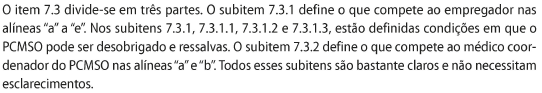 O item 7.3 divide-se em três partes. O subitem 7.3.1 define o que compete ao empregador nas
alíneas “a” a “e”. Nos subitens 7.3.1, 7.3.1.1, 7.3.1.2 e 7.3.1.3, estão definidas condições em que o
PCMSO pode ser desobrigado e ressalvas. O subitem 7.3.2 define o que compete ao médico coor-
denador do PCMSO nas alíneas “a” e “b”. Todos esses subitens são bastante claros e não necessitam
esclarecimentos.